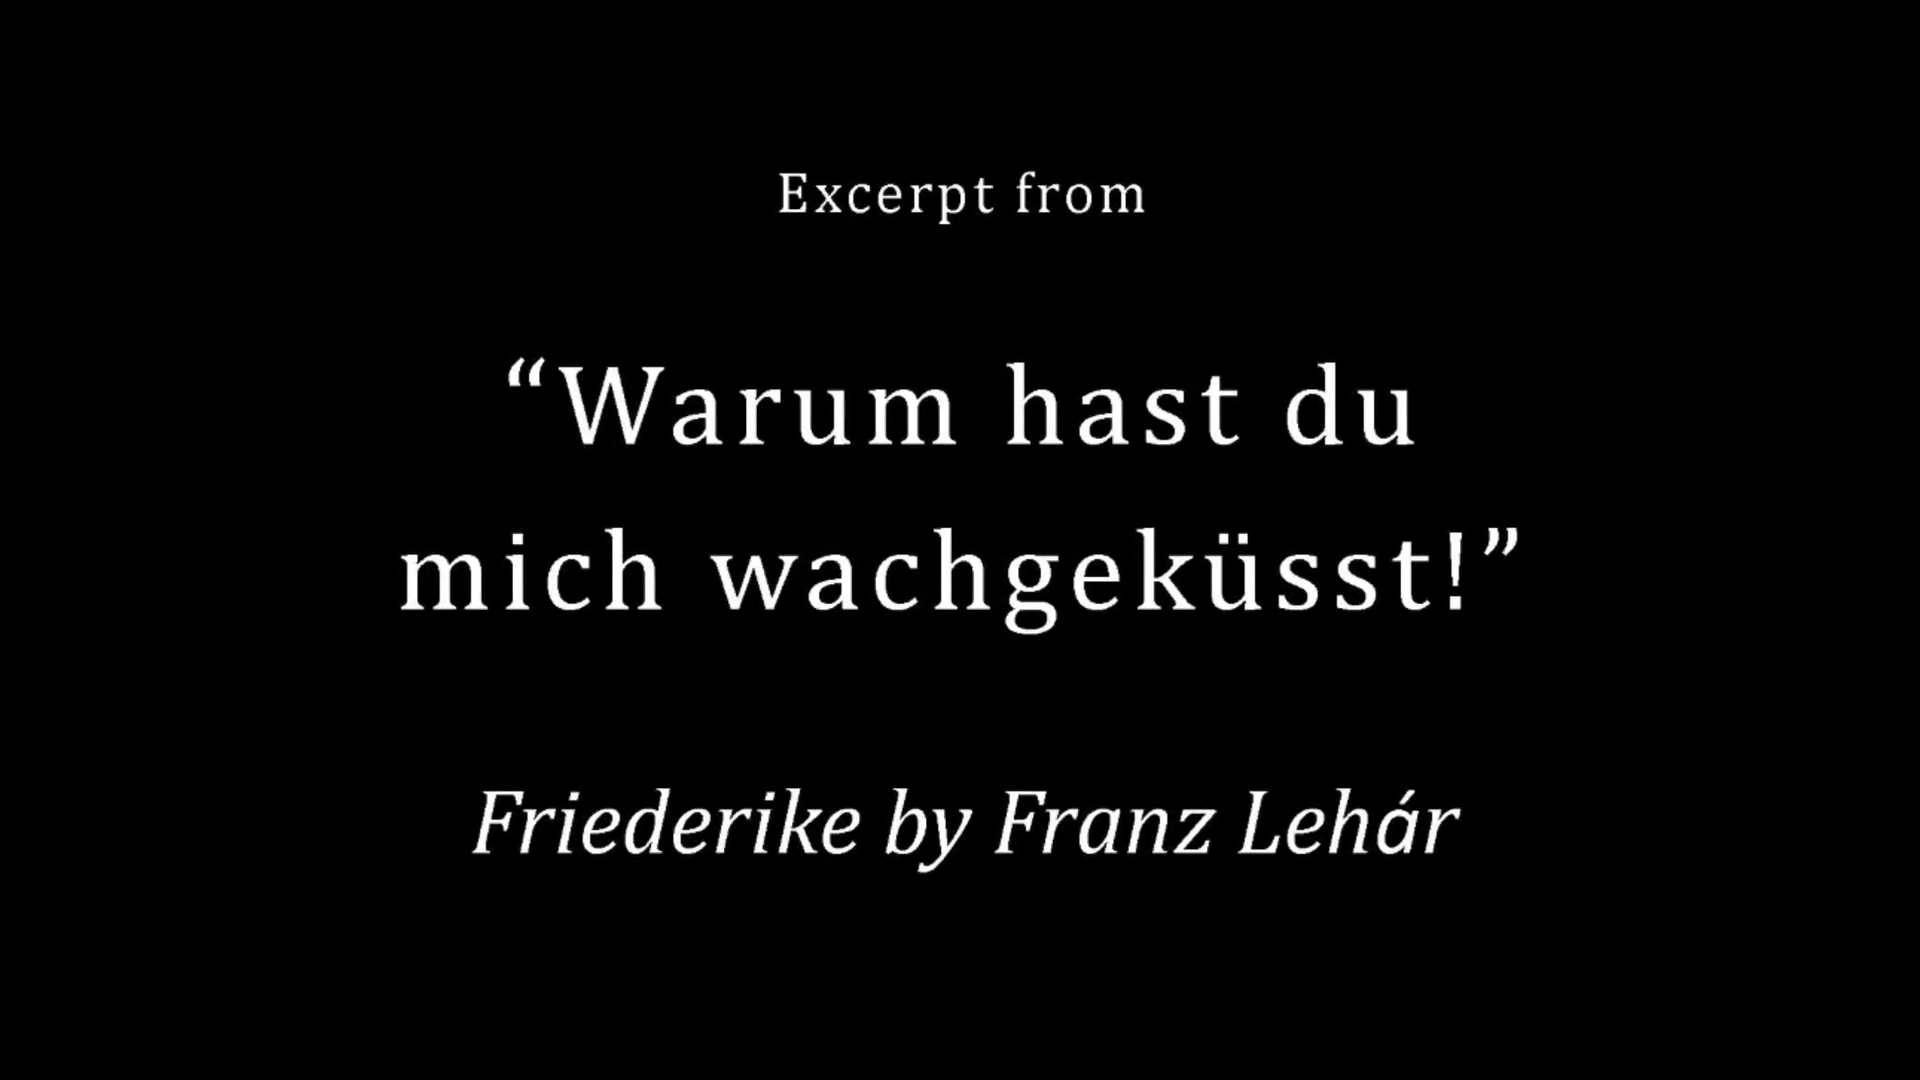 Excerpt from
“Warum hast du
mich wachgeküsst!”
Friederike by Franz Lehár